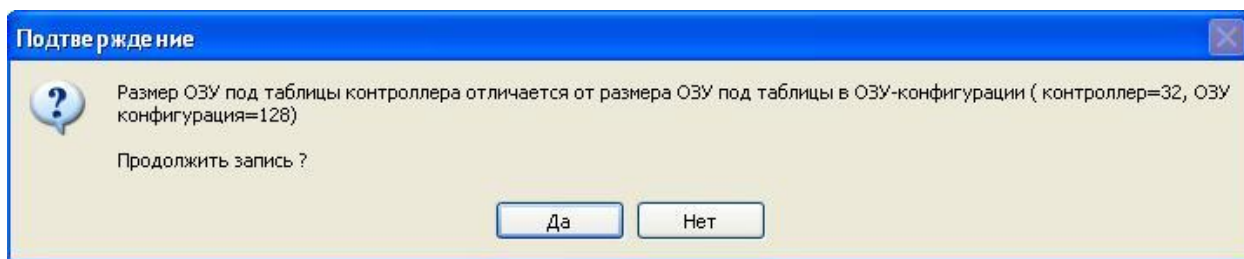 Подтверждение
Размер ОЗУ под таблицы контроллера отличается от размера ОЗУ под таблицы в ОЗУ-конфигурации ( контроллер=32, ОЗУ
конфигурация=128)
Продолжить запись ?
Да
Нет